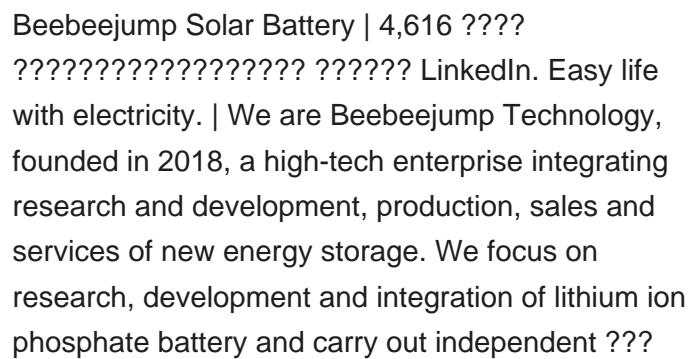 Beebeejump Solar Battery | 4,616 ????
?????????????????? ?????? LinkedIn. Easy life
with electricity. | We are Beebeejump Technology,
founded in 2018, a high-tech enterprise integrating
research and development, production, sales and
services of new energy storage. We focus on
research, development and integration of lithium ion
phosphate battery and carry out independent ???